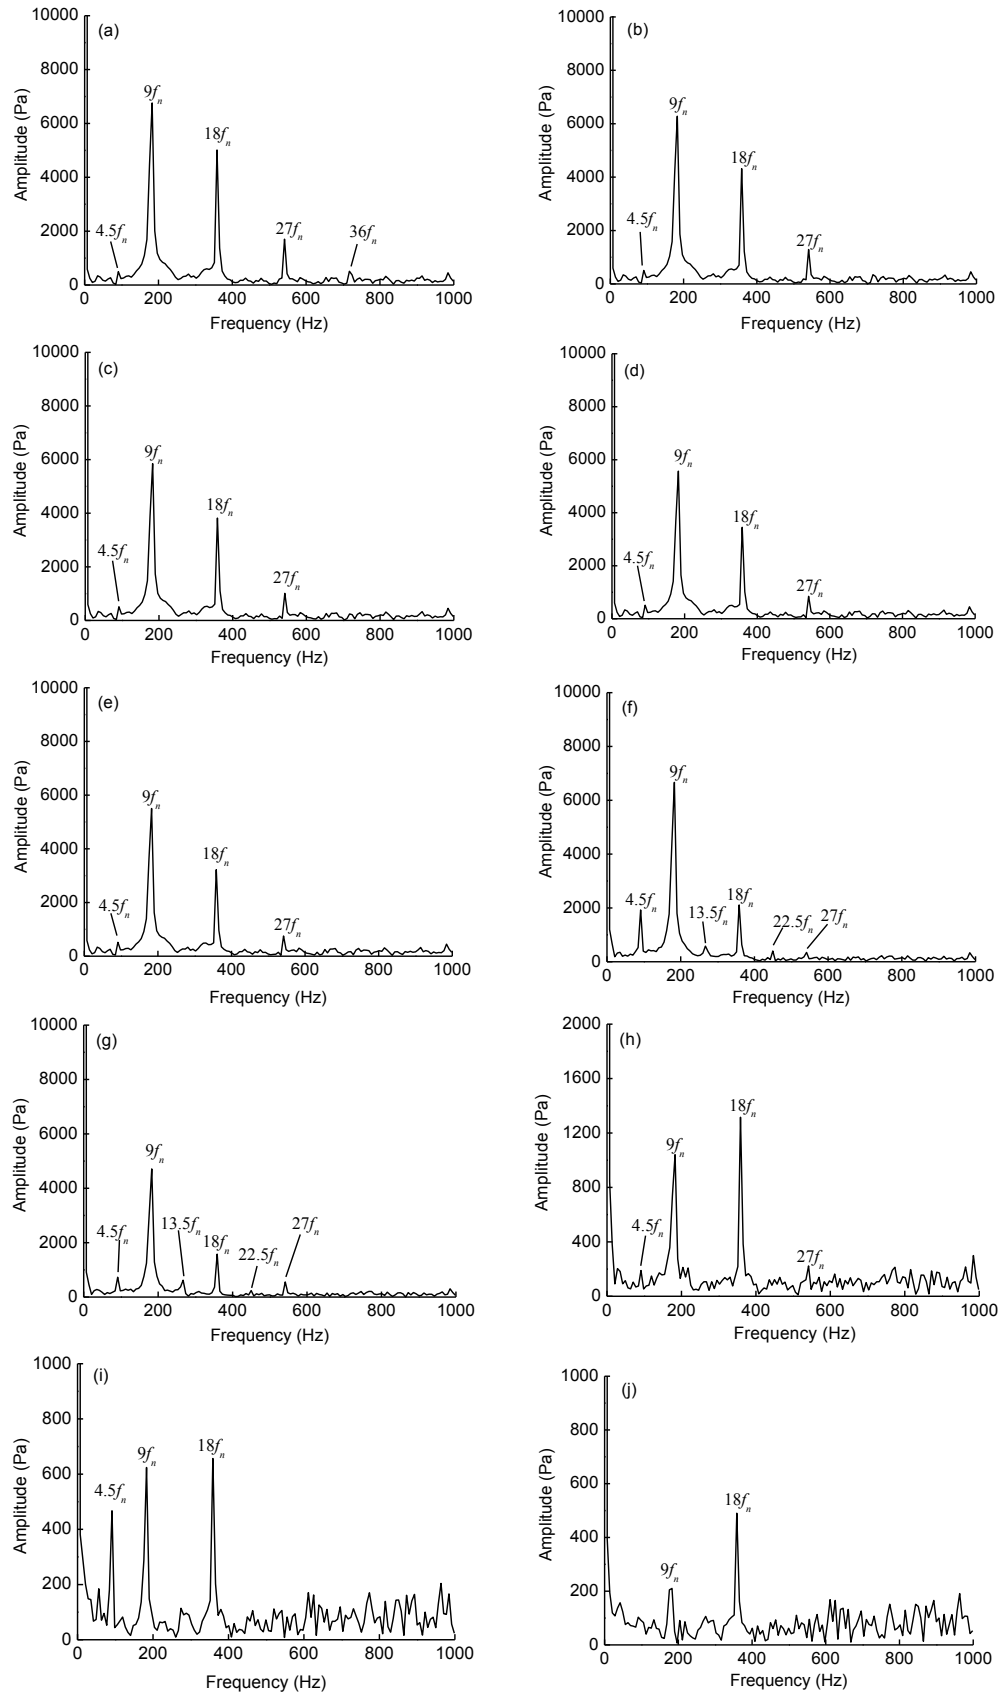 (a)
10000
8000
6000
4000
2000
0
Amplitude (Pa)
4.5fn
9fn
18fn
27fn
36fn
0 200 400 600 800 1000
Frequency (Hz)
(b)
10000
8000
6000
4000
2000
0
Amplitude (Pa)
4.5fn
9fn
18fn
27fn
0 200 400 600 800 1000
Frequency (Hz)
(c)
10000
8000
6000
4000
2000
0
Amplitude (Pa)
4.5fn
9fn
18fn
27fn
0 200 400 600 800 1000
Frequency (Hz)
(d)
10000
8000
6000
4000
2000
0
Amplitude (Pa)
4.5fn
9fn
18fn
27fn
0 200 400 600 800 1000
Frequency (Hz)
(e)
10000
8000
6000
4000
2000
0
Amplitude (Pa)
4.5fn
9fn
18fn
27fn
0 200 400 600 800 1000
Frequency (Hz)
(f)
10000
8000
6000
4000
2000
0
Amplitude (Pa)
4.5fn
9fn
13.5fn
18fn
22.5fn
27fn
0 200 400 600 800 1000
Frequency (Hz)
(g)
10000
8000
6000
4000
2000
0
Amplitude (Pa)
4.5fn
9fn
13.5fn
18fn
22.5fn
27fn
0 200 400 600 800 1000
Frequency (Hz)
(h)
2000
1600
1200
800
400
0
Amplitude (Pa)
4.5fn
9fn
18fn
27fn
0 200 400 600 800 1000
Frequency (Hz)
(i)
1000
800
600
400
200
0
Amplitude (Pa)
4.5fn
9fn
18fn
0 200 400 600 800 1000
Frequency (Hz)
(j)
1000
800
600
400
200
0
Amplitude (Pa)
9fn
18fn
0 200 400 600 800 1000
Frequency (Hz)